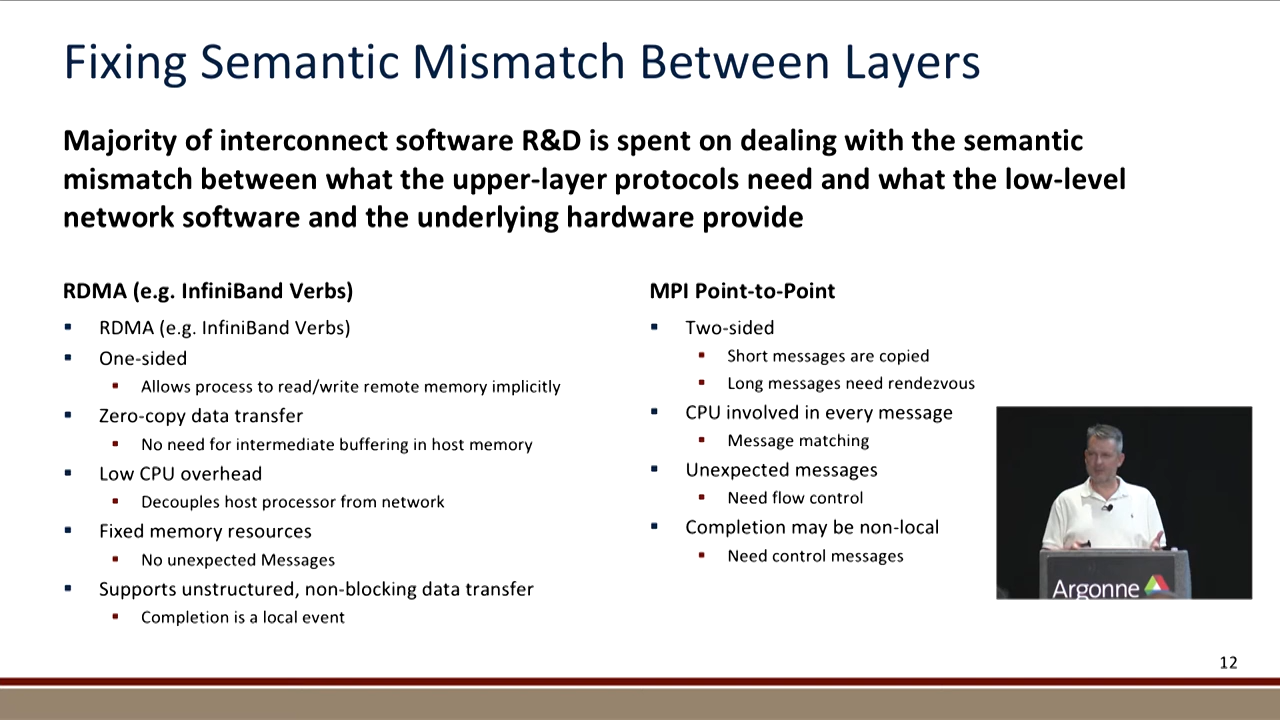 Fixing Semantic Mismatch Between Layers
Majority of interconnect software R&D is spent on dealing with the semantic
mismatch between what the upper-layer protocols need and what the low-level
network software and the underlying hardware provide
RDMA (e.g. InfiniBand Verbs)
RDMA (e.g. InfiniBand Verbs)
One-sided
Allows process to read/write remote memory implicitly
Zero-copy data transfer
No need for intermediate buffering in host memory
Low CPU overhead
Decouples host processor from network
Fixed memory resources
No unexpected Messages
Supports unstructured, non-blocking data transfer
Completion is a local event
MPI Point-to-Point
Two-sided
Short messages are copied
Long messages need rendezvous
CPU involved in every message
Message matching
Unexpected messages
Need flow control
Completion may be non-local
Need control messages
Argonne
12